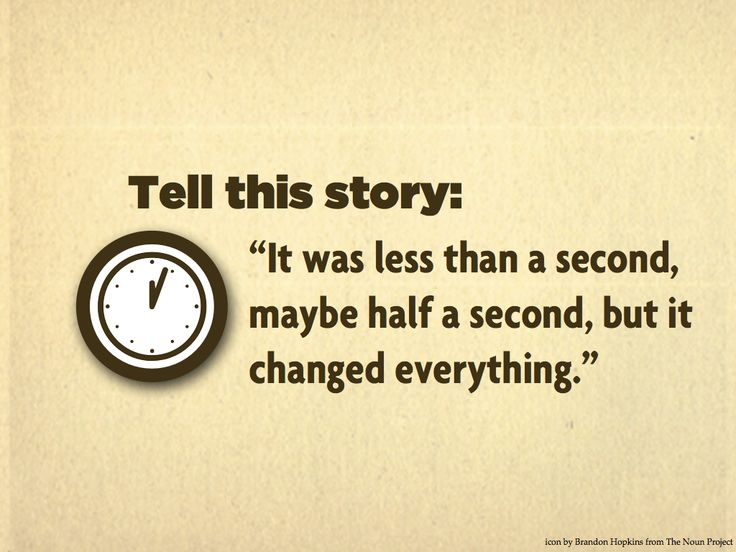 Tell this story:
“It was less than a second,
maybe half a second, but it
changed everything.”
icon by Brandon Hopkins from The Noun Project